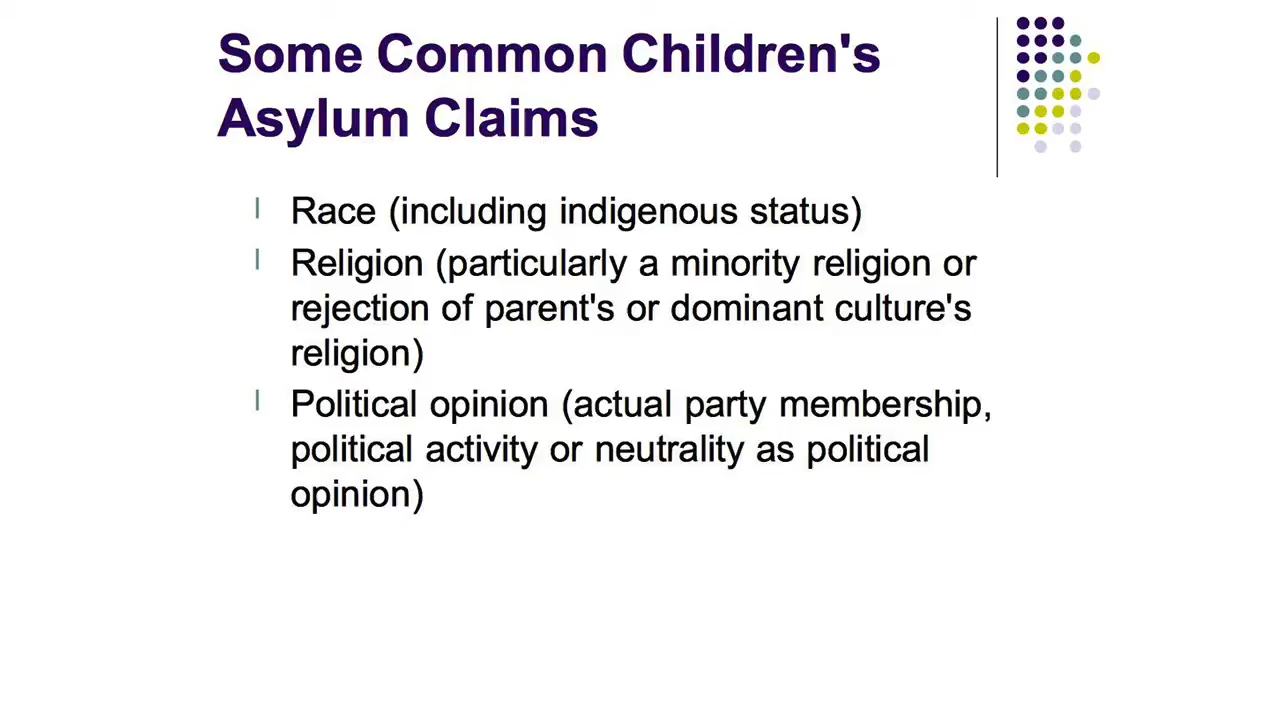 Some Common Children's
Asylum Claims
Race (including indigenous status)
Religion (particularly a minority religion or
rejection of parent's or dominant culture's
religion)
Political opinion (actual party membership,
political activity or neutrality as political
opinion)